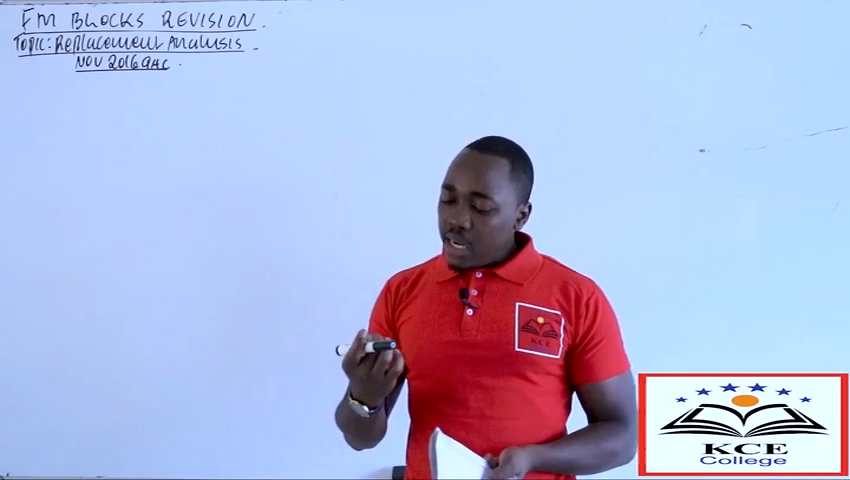 FM BLOCKS REVISION.
Topic: Replacement Analysis.
NOV 2016 Q4C.
KCE
KCE
College